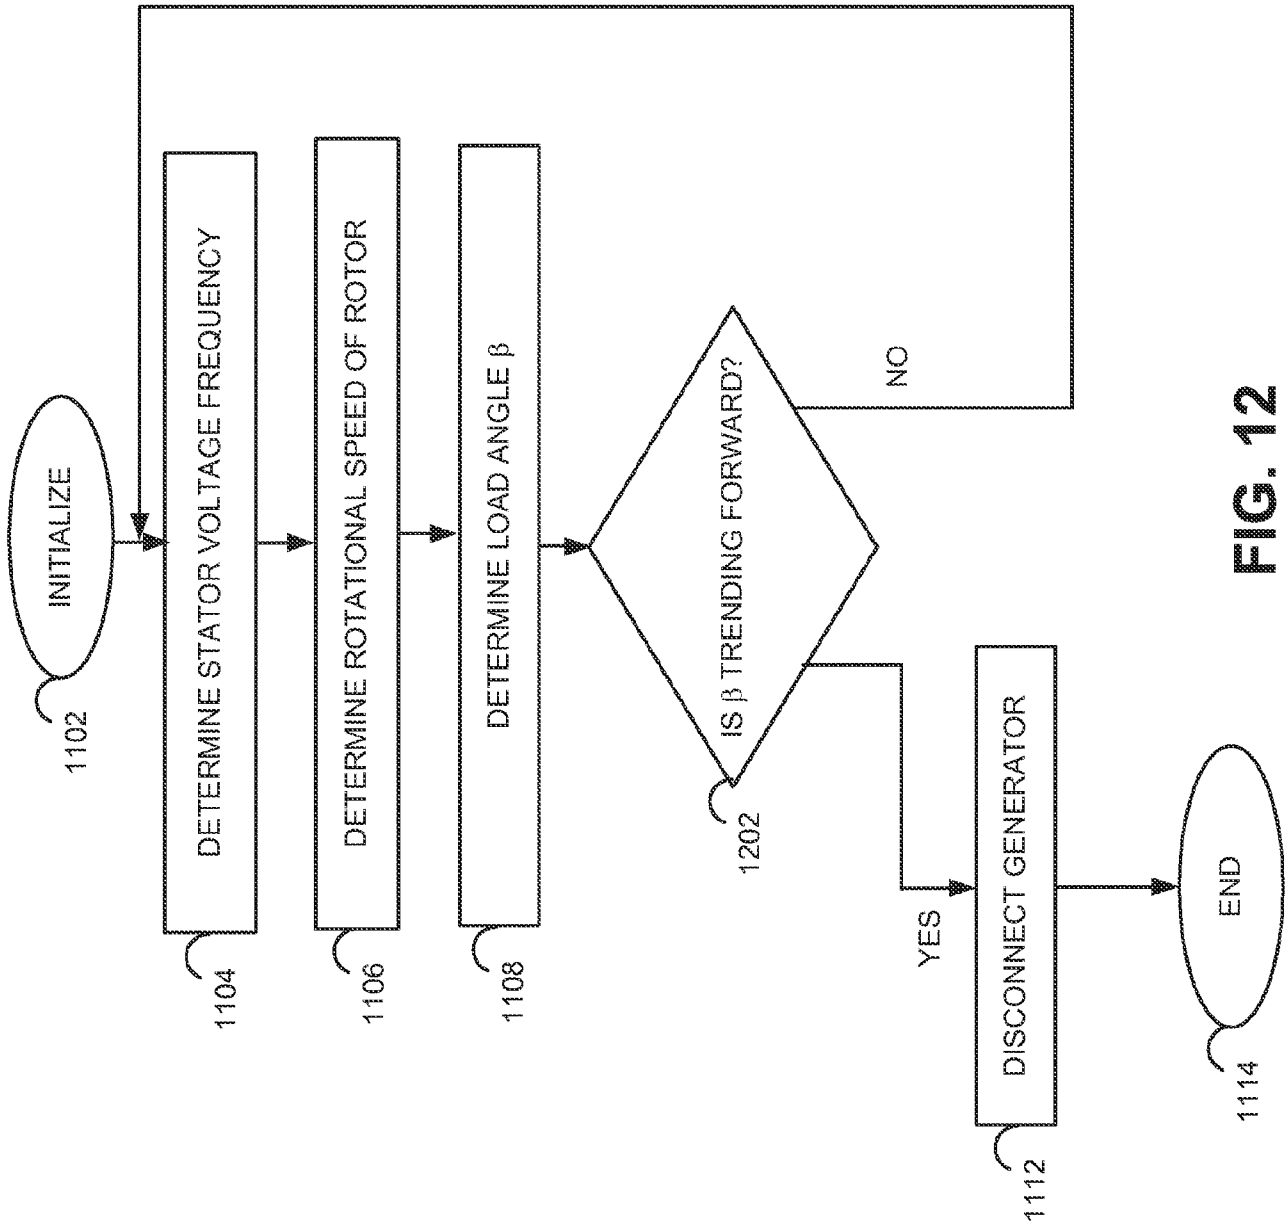 INITIALIZE
1102
DETERMINE STATOR VOLTAGE FREQUENCY
1104
DETERMINE ROTATIONAL SPEED OF ROTOR
1106
DETERMINE LOAD ANGLE β
1108
IS β TRENDING FORWARD?
1202
NO
YES
DISCONNECT GENERATOR
1112
END
1114
FIG. 12